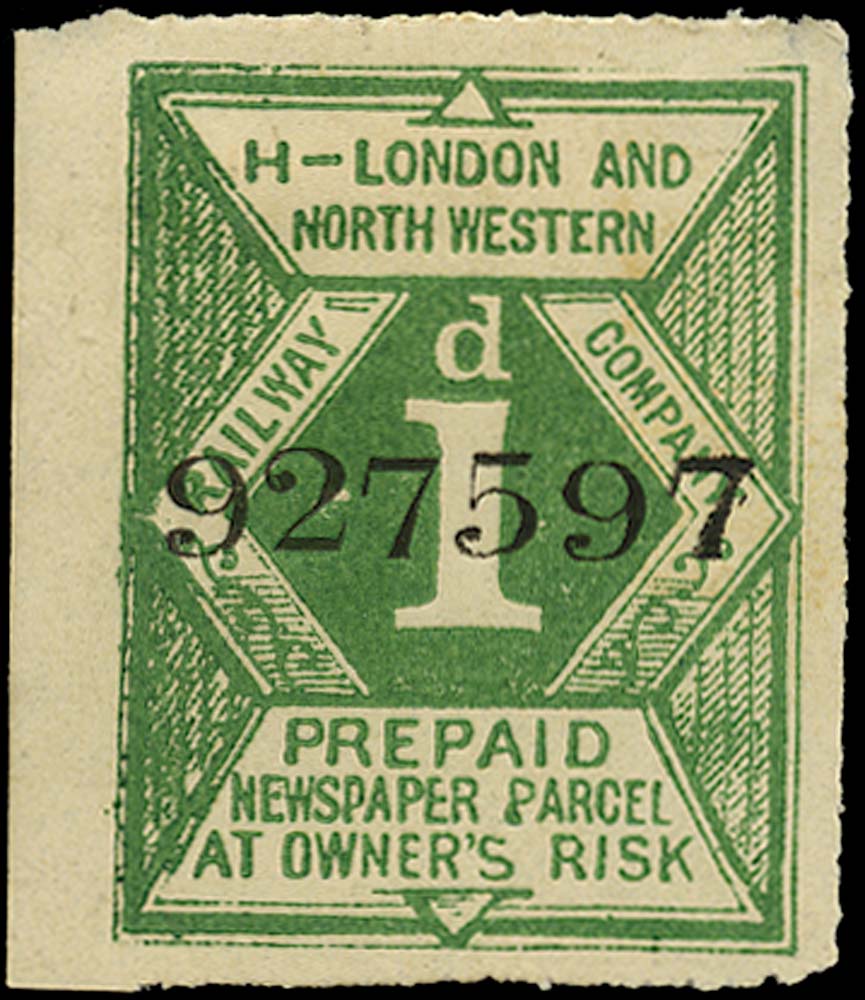 H-LONDON AND
NORTH WESTERN
RAILWAY
COMPANY
d
1
927597
PREPAID
NEWSPAPER PARCEL
AT OWNER'S RISK